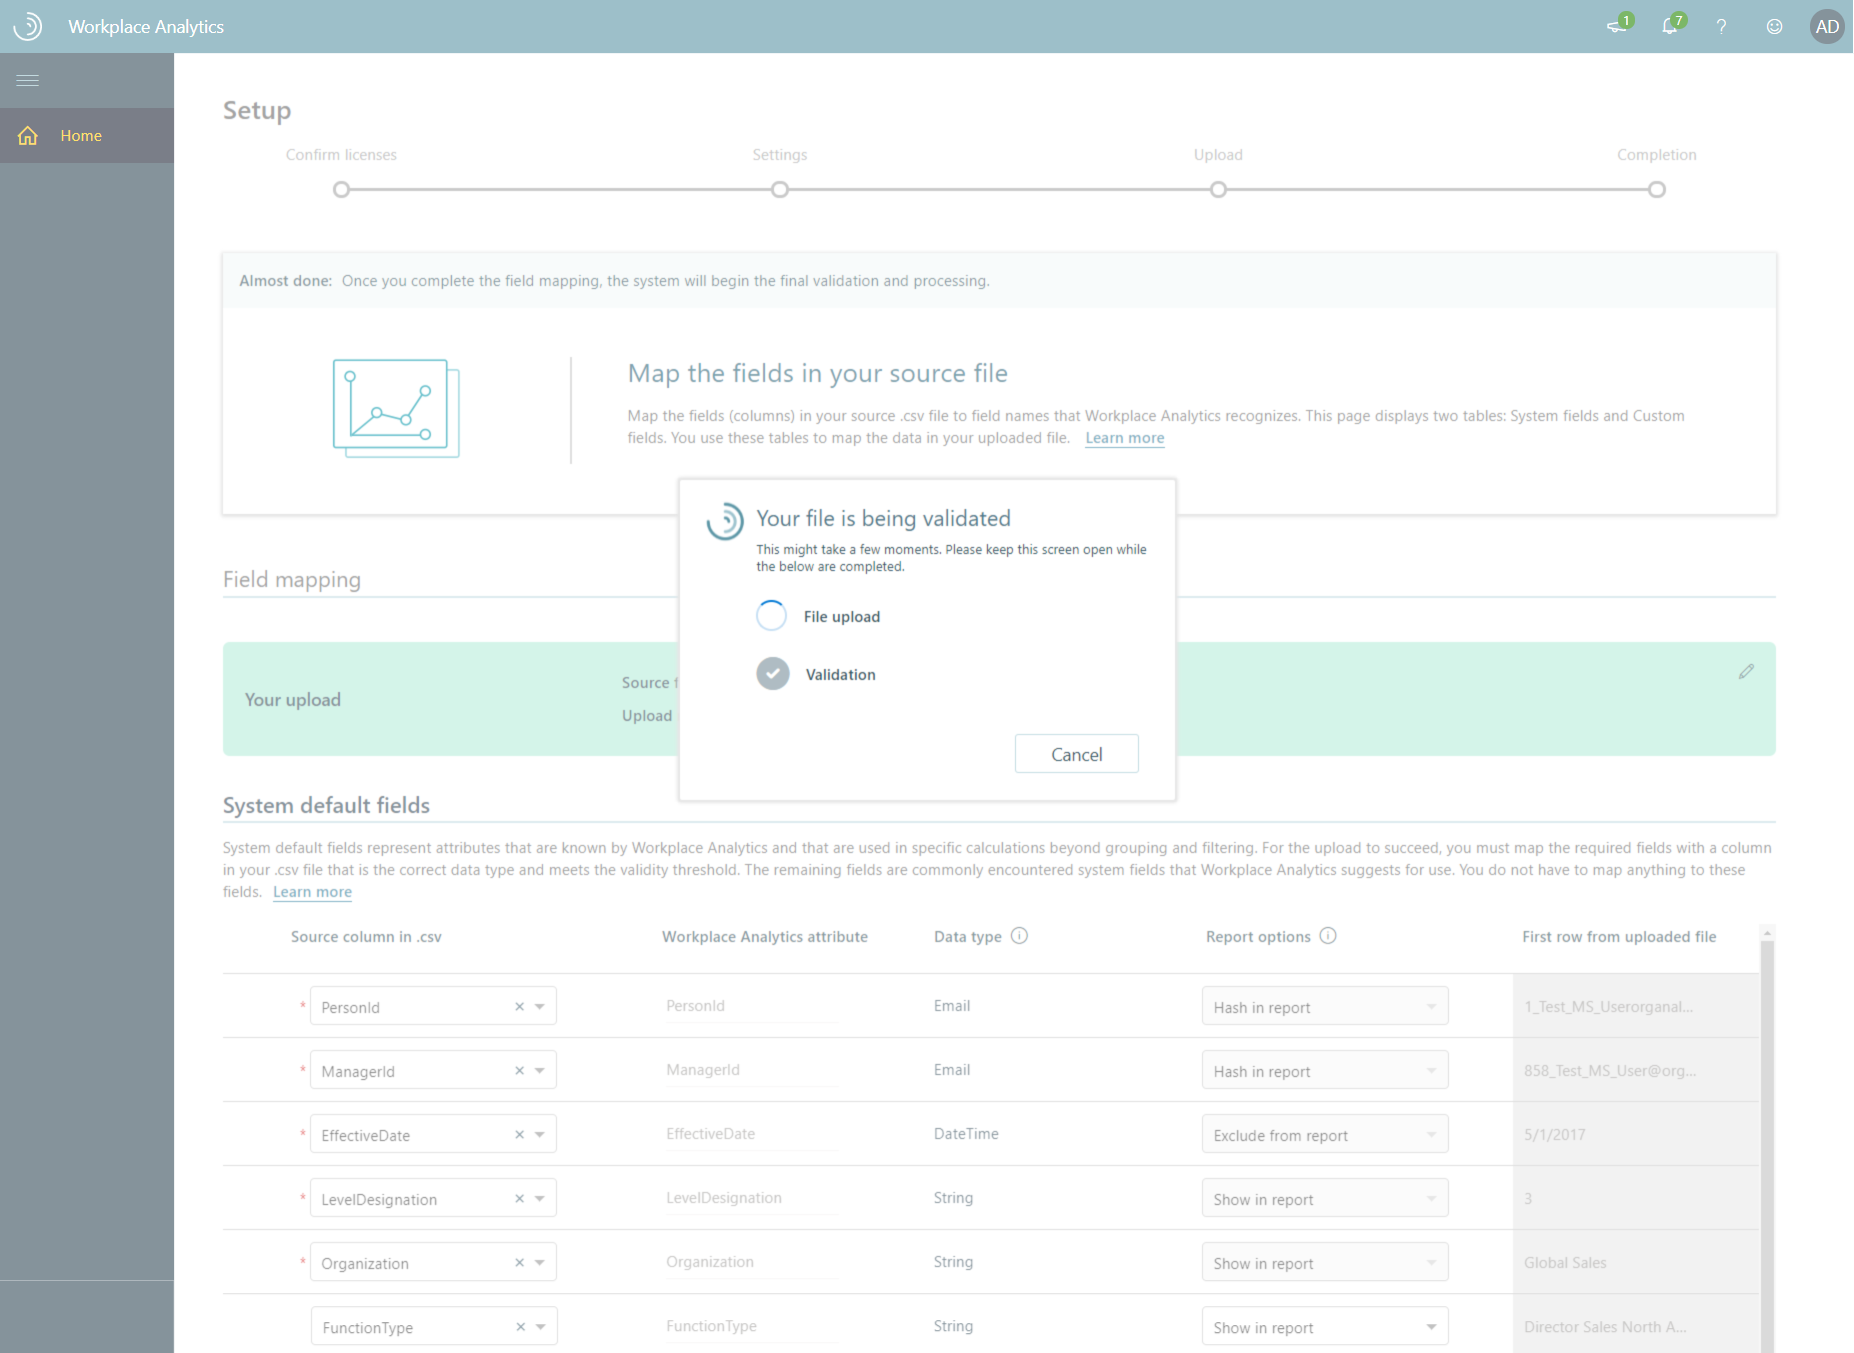 Workplace Analytics
1
7
?
AD
Home
Setup
Confirm licenses
Settings
Upload
Completion
Almost done: Once you complete the field mapping, the system will begin the final validation and processing.
Map the fields in your source file
Map the fields (columns) in your source .csv file to field names that Workplace Analytics recognizes. This page displays two tables: System fields and Custom
fields. You use these tables to map the data in your uploaded file. Learn more
Your file is being validated
This might take a few moments. Please keep this screen open while
the below are completed.
File upload
Validation
Cancel
Field mapping
Your upload
Source f
Upload
System default fields
System default fields represent attributes that are known by Workplace Analytics and that are used in specific calculations beyond grouping and filtering. For the upload to succeed, you must map the required fields with a column
in your .csv file that is the correct data type and meets the validity threshold. The remaining fields are commonly encountered system fields that Workplace Analytics suggests for use. You do not have to map anything to these
fields. Learn more
Source column in .csv Workplace Analytics attribute Data type Report options First row from uploaded file
* PersonId PersonId Email Hash in report 1_Test_MS_Userorganal...
* ManagerId ManagerId Email Hash in report 858_Test_MS_User@org...
* EffectiveDate EffectiveDate DateTime Exclude from report 5/1/2017
* LevelDesignation LevelDesignation String Show in report 3
* Organization Organization String Show in report Global Sales
FunctionType FunctionType String Show in report Director Sales North A...